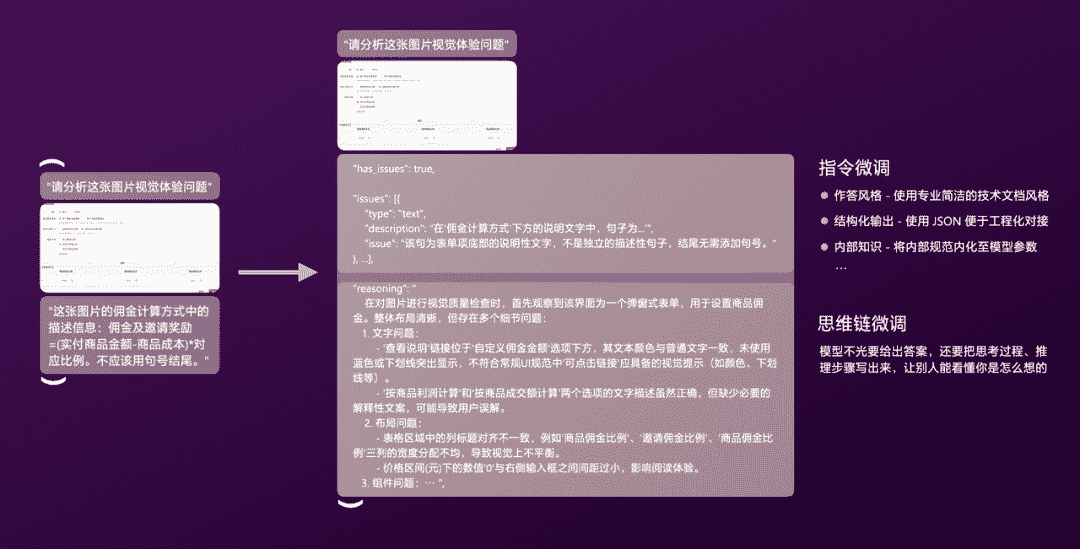 "请分析这张图片视觉体验问题"
"这张图片的佣金计算方式中的
描述信息：佣金及邀请奖励
=(实付商品金额-商品成本)*对
应比例。不应该用句号结尾。"
"请分析这张图片视觉体验问题"
"has_issues": true,
"issues": [{
"type": "text",
"description": "在'佣金计算方式'下方的说明文字中，句子为...'",
"issue": "该句为表单项底部的说明性文字，不是独立的描述性句子，结尾无需添加句号。"
}, ...],
"reasoning": "
在对图片进行视觉质量检查时，首先观察到该界面为一个弹窗式表单，用于设置商品佣
金。整体布局清晰，但存在多个细节问题：
1. 文字问题：
- '查看说明'链接位于'自定义佣金金额'选项下方，其文本颜色与普通文字一致，未使用
蓝色或下划线突出显示，不符合常规UI规范中'可点击链接'应具备的视觉提示（如颜色、下划
线等）。
- '按商品利润计算'和'按商品成交额计算'两个选项的文字描述虽然正确，但缺少必要的
解释性文案，可能导致用户误解。
2. 布局问题：
- 表格区域中的列标题对齐不一致，例如'商品佣金比例'、'邀请佣金比例'、'商品佣金比
例'三列的宽度分配不均，导致视觉上不平衡。
- 价格区间(元)下的数值'0'与右侧输入框之间间距过小，影响阅读体验。
3. 组件问题：… ",
指令微调
作答风格 - 使用专业简洁的技术文档风格
结构化输出 - 使用 JSON 便于工程化对接
内部知识 - 将内部规范内化至模型参数
…
思维链微调
模型不光要给出答案，还要把思考过程、推
理步骤写出来，让别人能看懂你是怎么想的